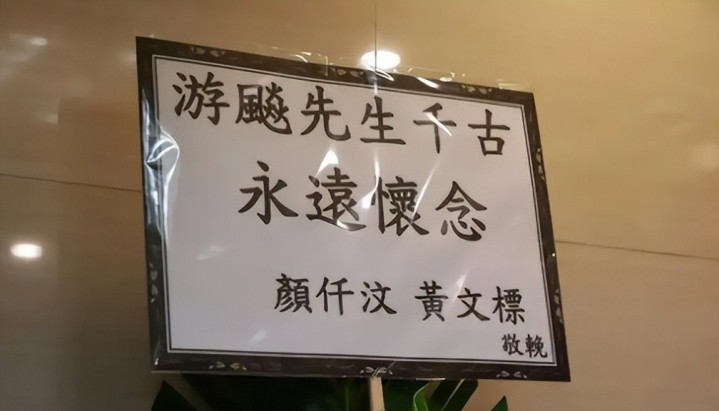 游飈先生千古
永遠懷念
顏仟汶 黃文標
敬輓